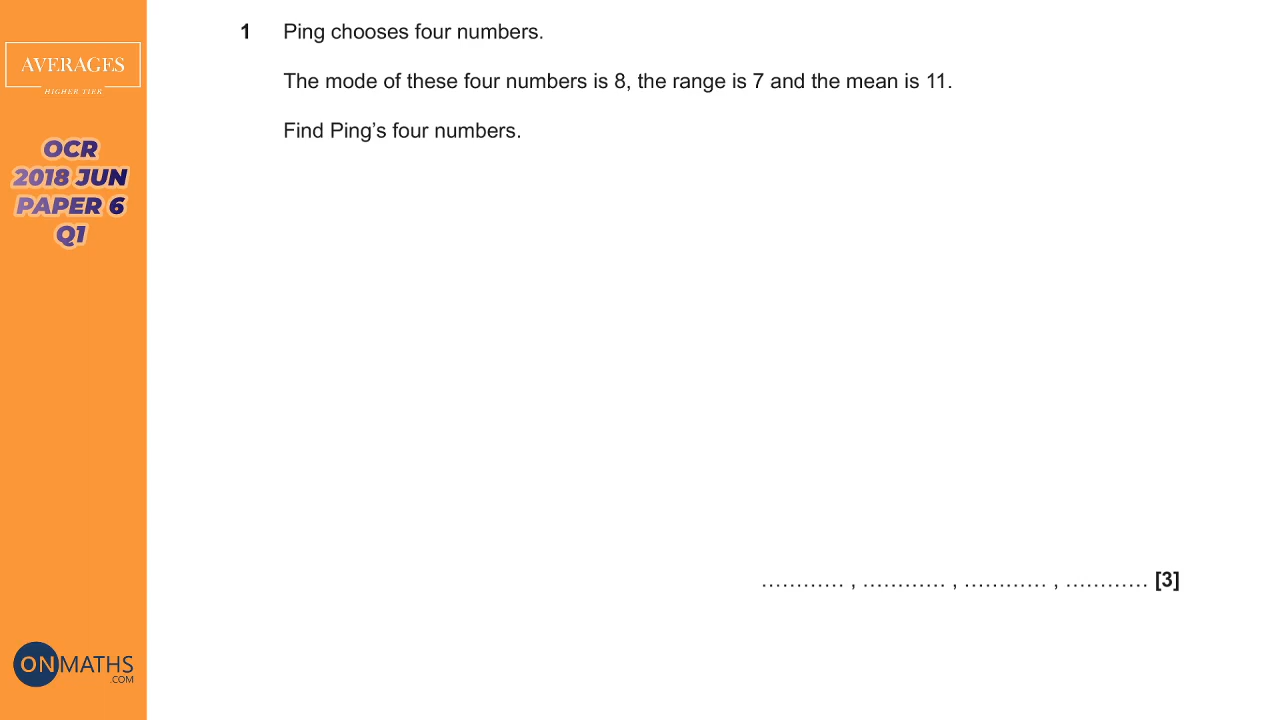 AVERAGES
HIGHER TIER
OCR
2018 JUN
PAPER 6
Q1
1 Ping chooses four numbers.
The mode of these four numbers is 8, the range is 7 and the mean is 11.
Find Ping’s four numbers.
………… , ………… , ………… , ………… [3]
ONMATHS
.COM